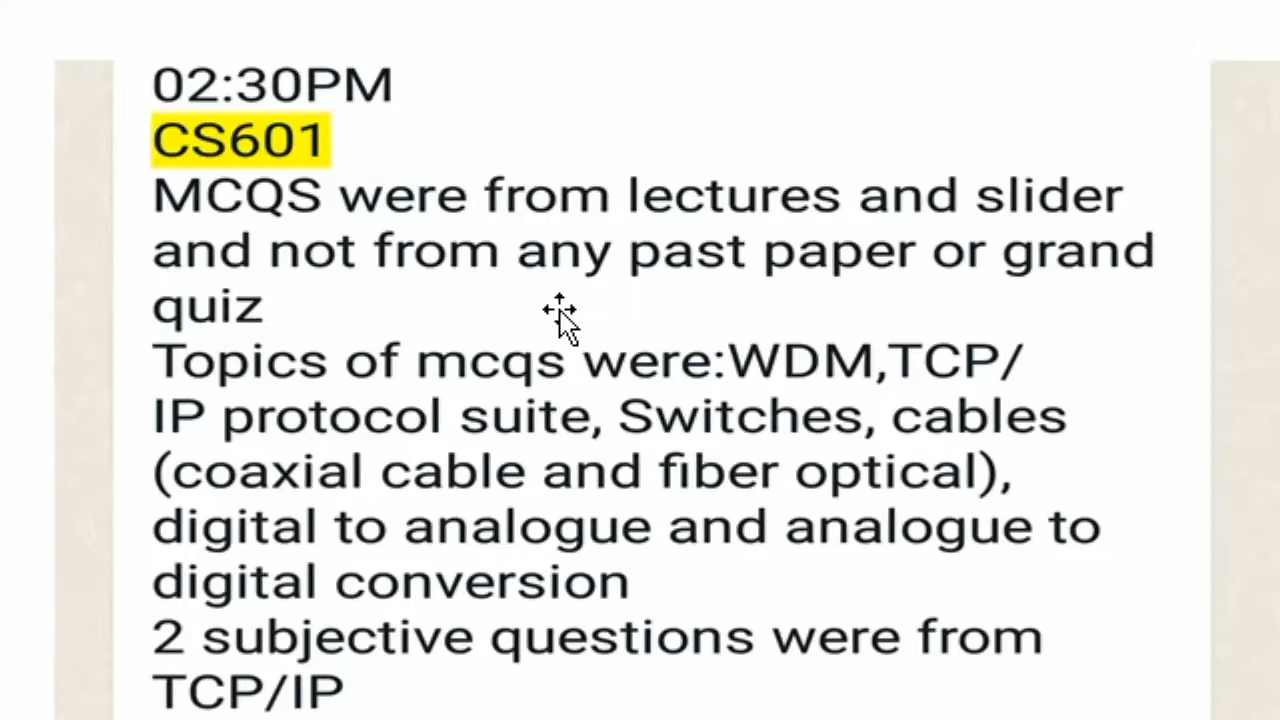 02:30PM
CS601
MCQS were from lectures and slider
and not from any past paper or grand
quiz
Topics of mcqs were:WDM,TCP/
IP protocol suite, Switches, cables
(coaxial cable and fiber optical),
digital to analogue and analogue to
digital conversion
2 subjective questions were from
TCP/IP